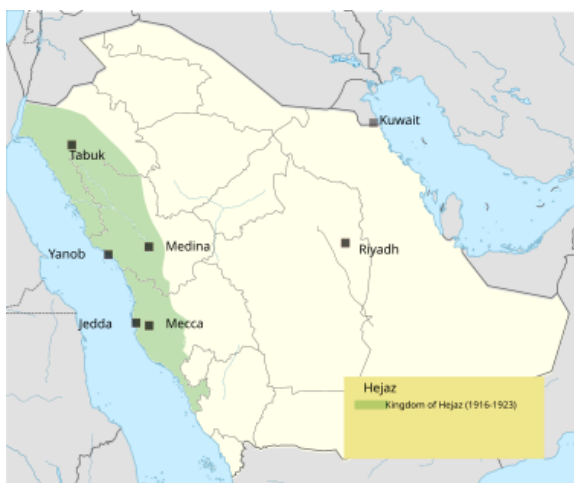 Kuwait
Tabuk
Medina
Riyadh
Yanob
Jedda
Mecca
Hejaz
Kingdom of Hejaz (1916-1923)